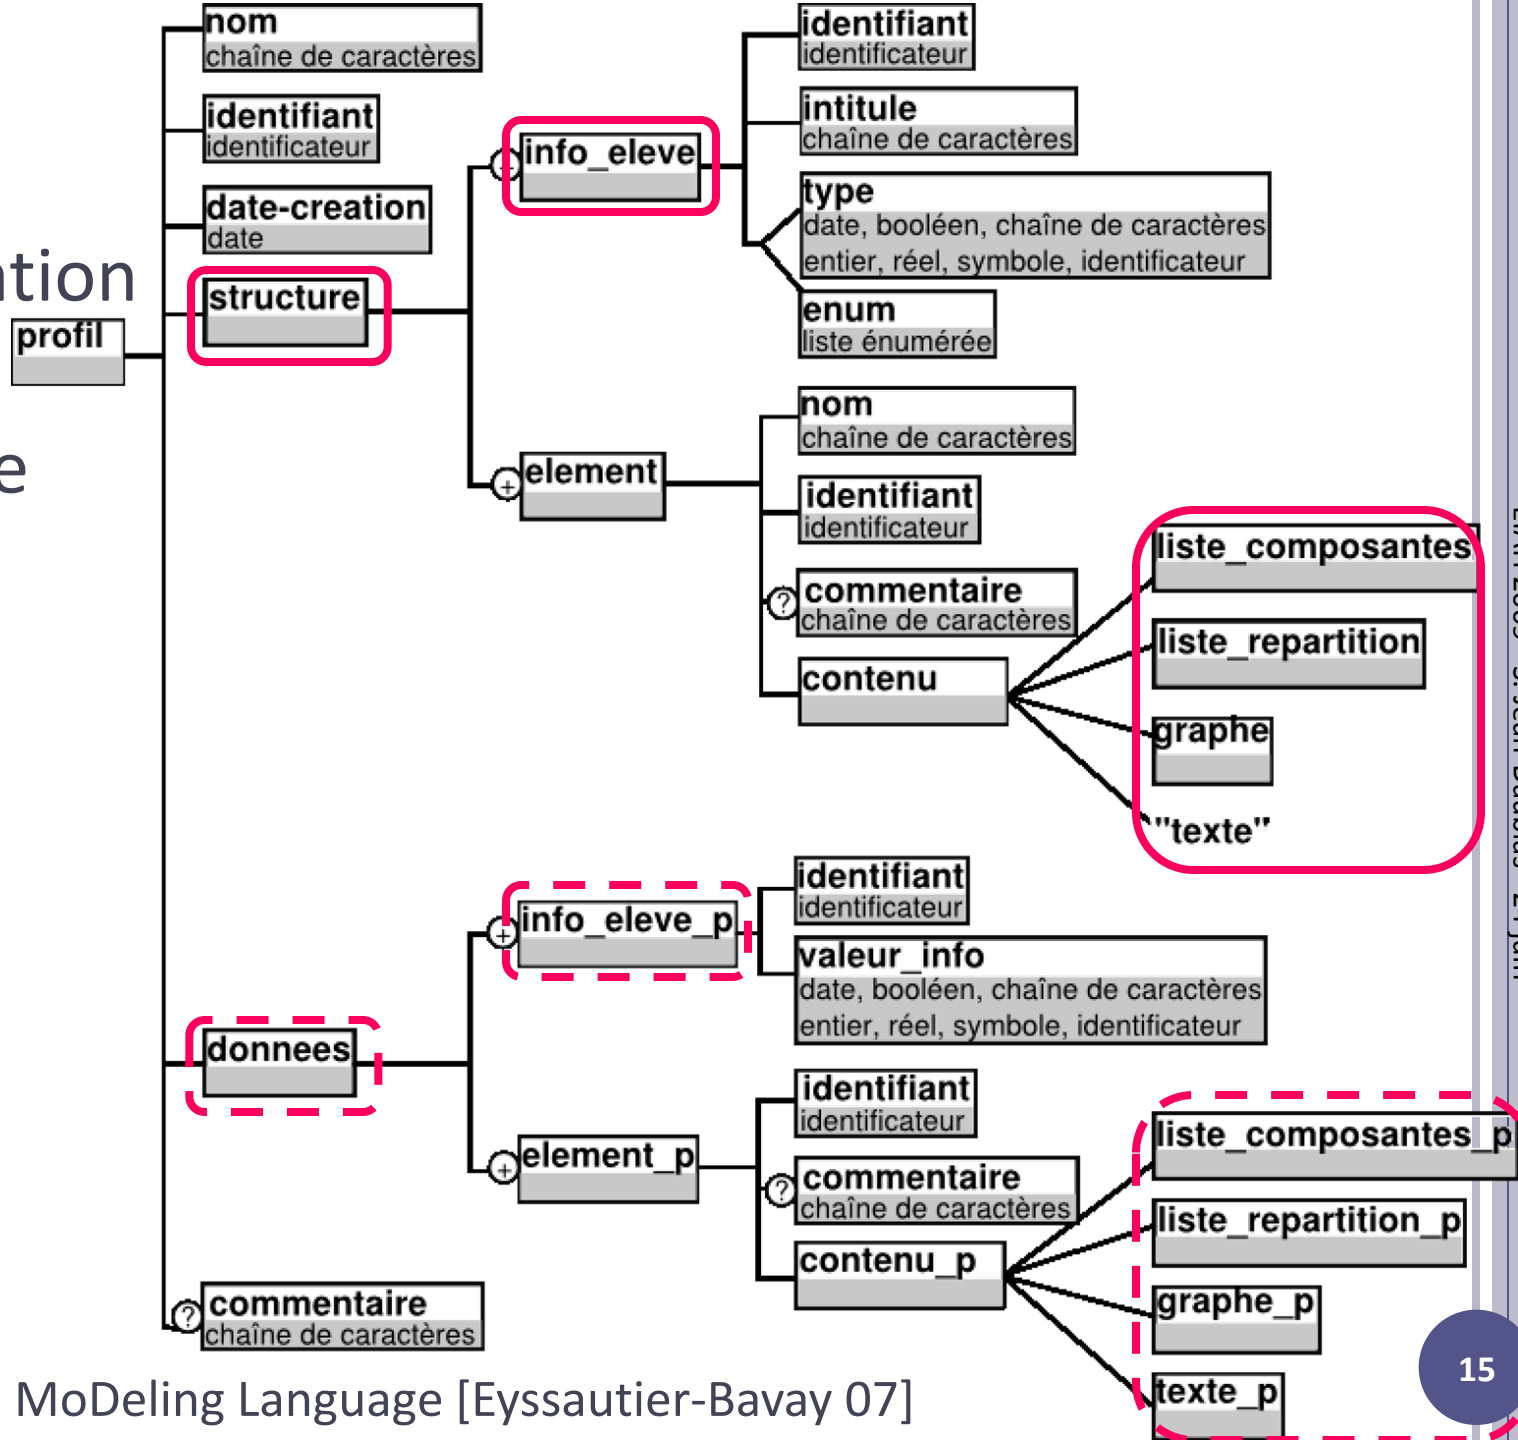 nom
chaîne de caractères
identifiant
identificateur
date-creation
date
structure
profil
info_eleve
identifiant
identificateur
intitule
chaîne de caractères
type
date, booléen, chaîne de caractères
entier, réel, symbole, identificateur
enum
liste énumérée
element
nom
chaîne de caractères
identifiant
identificateur
commentaire
chaîne de caractères
contenu
liste_composantes
liste_repartition
graphe
"texte"
donnees
info_eleve_p
identifiant
identificateur
valeur_info
date, booléen, chaîne de caractères
entier, réel, symbole, identificateur
element_p
identifiant
identificateur
commentaire
chaîne de caractères
contenu_p
liste_composantes_p
liste_repartition_p
graphe_p
texte_p
commentaire
chaîne de caractères
MoDeling Language [Eyssautier-Bavay 07]
15